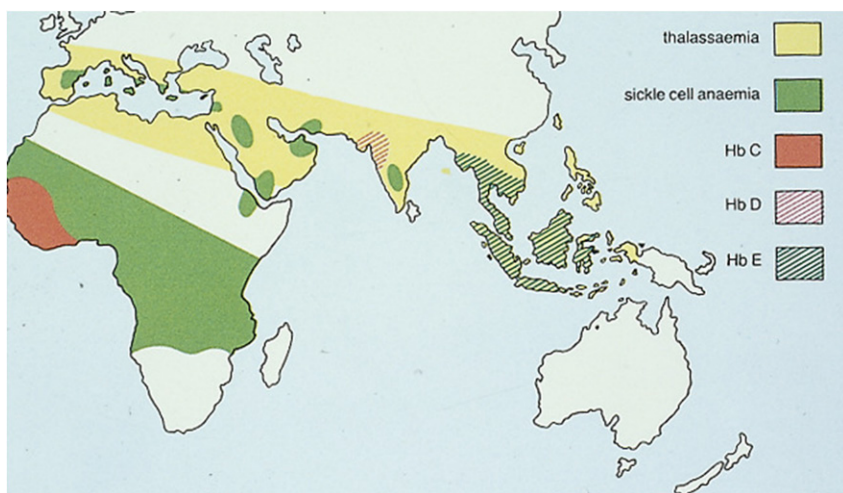 thalassaemia
sickle cell anaemia
Hb C
Hb D
Hb E